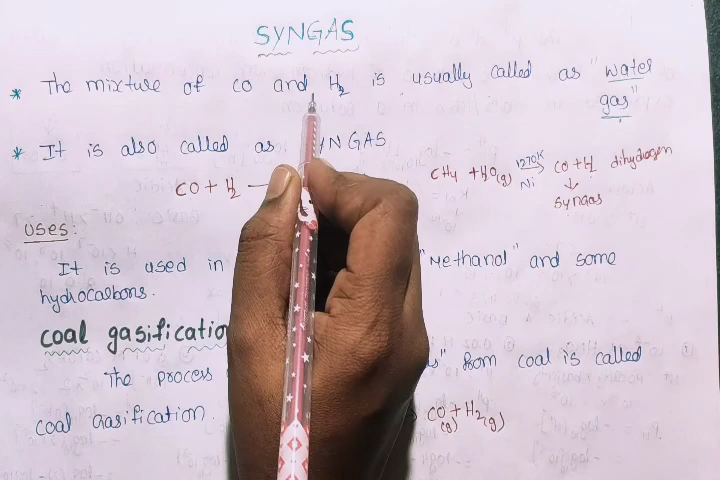 SYNGAS
* The mixture of co and H2 is usually called as "water
gas"
* It is also called as SYNGAS
CO + H2 —
CH4 + H2O(g) 1270K → Ni CO + H2 dihydrogen
↓
syngas
uses:
It is used in "Methanol" and some
hydrocarbons.
coal gasification
The process from coal is called
coal gasification.
CO(g) + H2(g)